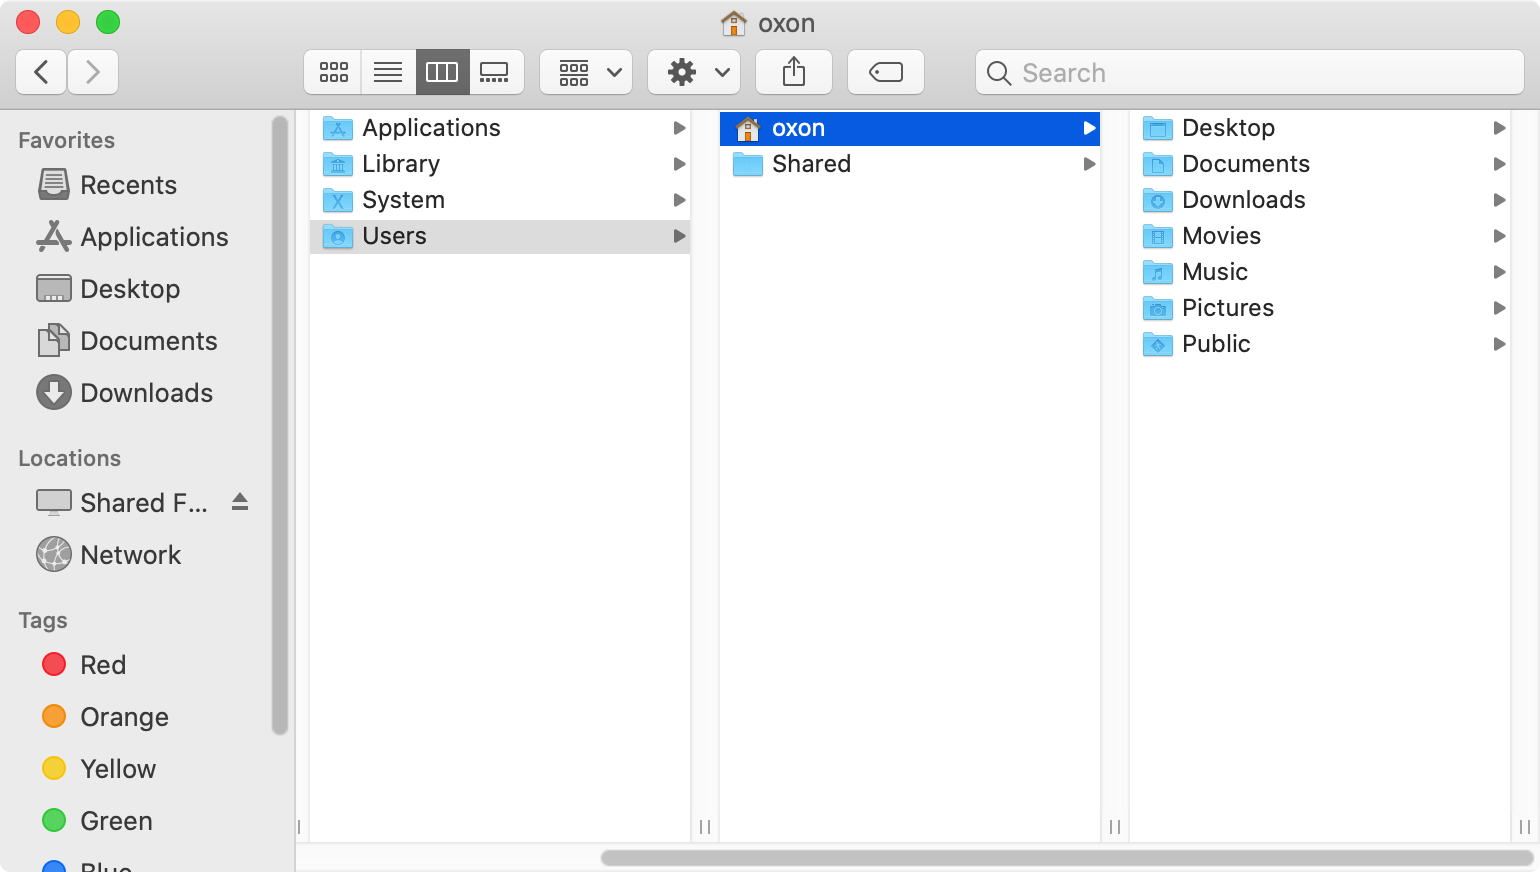 oxon
Search
Favorites
Recents
Applications
Desktop
Documents
Downloads
Locations
Shared F...
Network
Tags
Red
Orange
Yellow
Green
Blue
Applications
Library
System
Users
oxon
Shared
Desktop
Documents
Downloads
Movies
Music
Pictures
Public